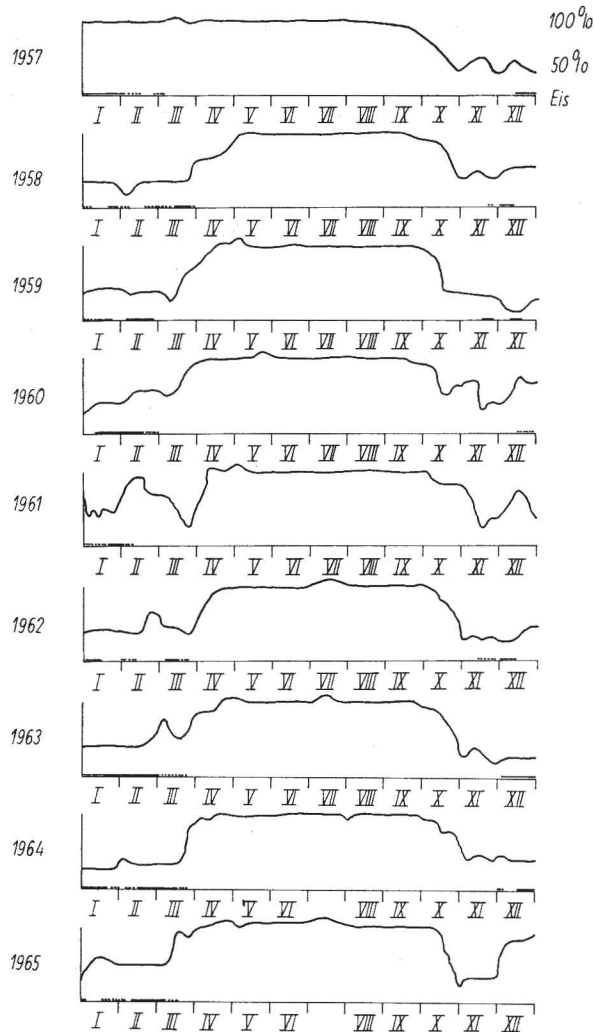 100%
1957
50%
Eis
I II III IV V VI VII VIII IX X XI XII
1958
I II III IV V VI VII VIII IX X XI XII
1959
I II III IV V VI VII VIII IX X XI XI
1960
I II III IV V VI VII VIII IX X XI XII
1961
I II III IV V VI VII VIII IX X XI XII
1962
I II III IV V VI VII VIII IX X XI XII
1963
I II III IV V VI VII VIII IX X XI XII
1964
I II III IV V VI VIII IX X XI XII
1965
I II III IV V VI VIII IX X XI XII